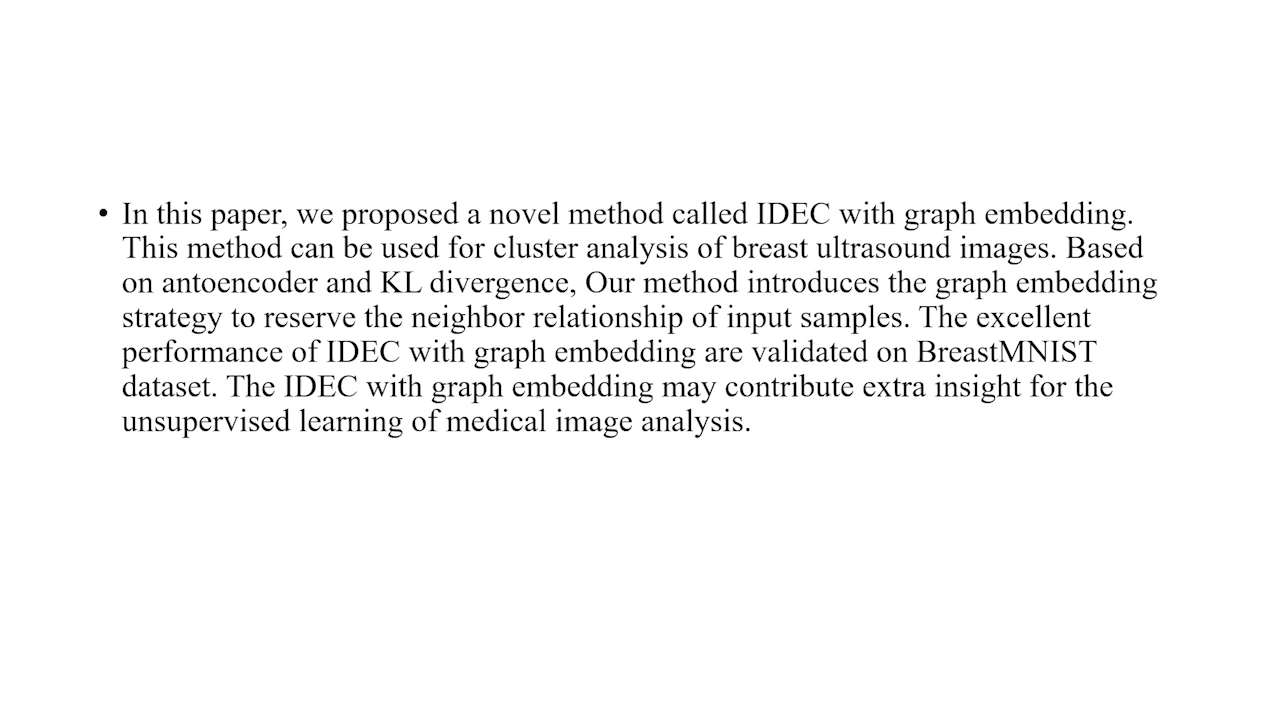 • In this paper, we proposed a novel method called IDEC with graph embedding.
This method can be used for cluster analysis of breast ultrasound images. Based
on antoencoder and KL divergence, Our method introduces the graph embedding
strategy to reserve the neighbor relationship of input samples. The excellent
performance of IDEC with graph embedding are validated on BreastMNIST
dataset. The IDEC with graph embedding may contribute extra insight for the
unsupervised learning of medical image analysis.